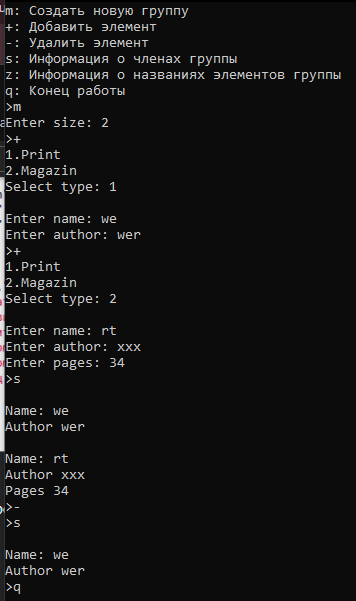 m: Создать новую группу
+: Добавить элемент
-: Удалить элемент
s: Информация о членах группы
z: Информация о названиях элементов группы
q: Конец работы
>m
Enter size: 2
>+
1.Print
2.Magazin
Select type: 1
Enter name: we
Enter author: wer
>+
1.Print
2.Magazin
Select type: 2
Enter name: rt
Enter author: xxx
Enter pages: 34
>s
Name: we
Author wer
Name: rt
Author xxx
Pages 34
>-
>s
Name: we
Author wer
>q